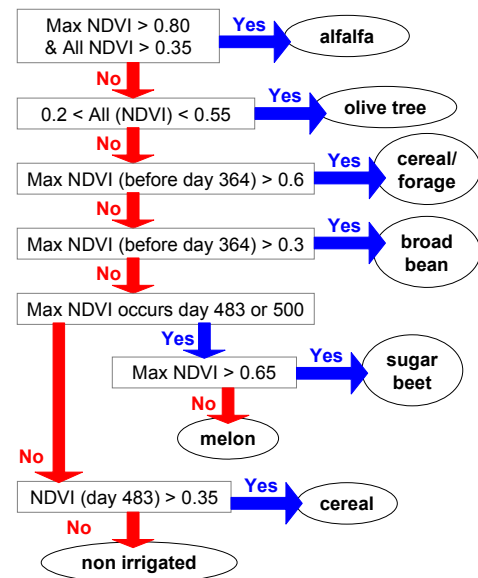 Max NDVI > 0.80
& All NDVI > 0.35
Yes
alfalfa
No
0.2 < All (NDVI) < 0.55
Yes
olive tree
No
Max NDVI (before day 364) > 0.6
Yes
cereal/
forage
No
Max NDVI (before day 364) > 0.3
Yes
broad
bean
No
Max NDVI occurs day 483 or 500
Yes
Max NDVI > 0.65
Yes
sugar
beet
No
melon
No
NDVI (day 483) > 0.35
Yes
cereal
No
non irrigated